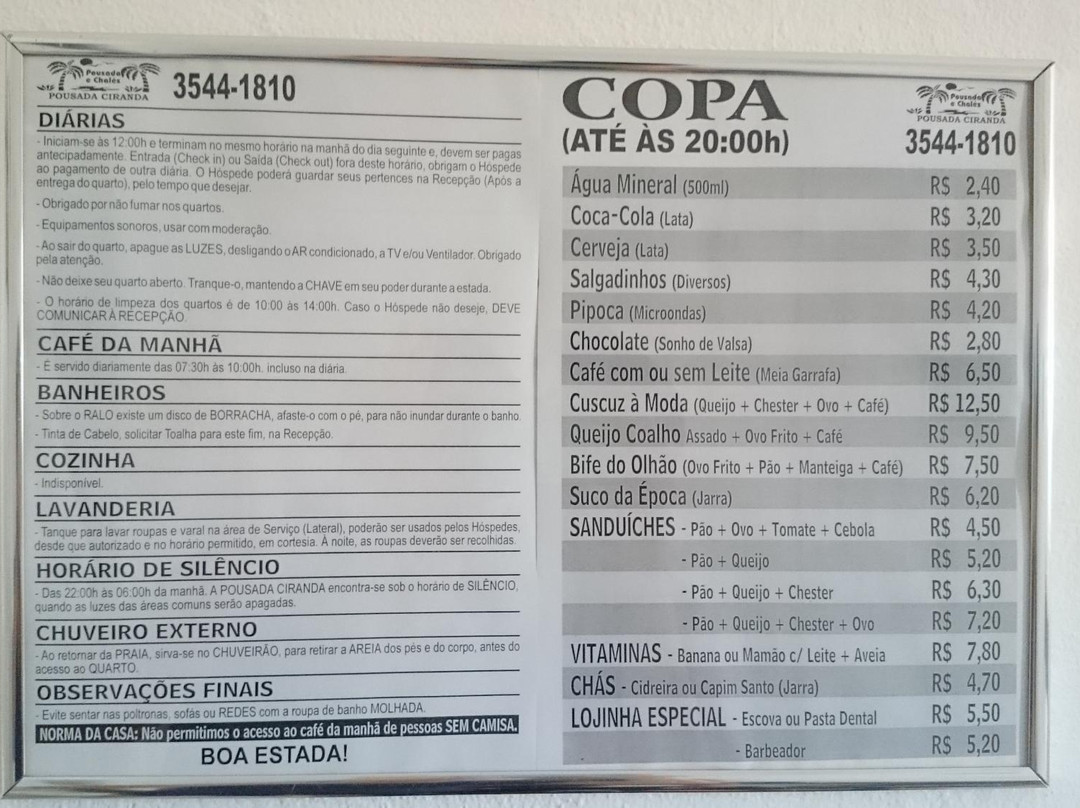 Pousada
e Chalés
POUSADA CIRANDA
3544-1810
DIÁRIAS
- Iniciam-se às 12:00h e terminam no mesmo horário na manhã do dia seguinte e, devem ser pagas
antecipadamente. Entrada (Check in) ou Saída (Check out) fora deste horário, obrigam o Hóspede
ao pagamento de outra diária. O Hóspede poderá guardar seus pertences na Recepção (Após a
entrega do quarto), pelo tempo que desejar.
- Obrigado por não fumar nos quartos.
- Equipamentos sonoros, usar com moderação.
- Ao sair do quarto, apague as LUZES, desligando o AR condicionado, a TV e/ou Ventilador. Obrigado
pela atenção.
- Não deixe seu quarto aberto. Tranque-o, mantendo a CHAVE em seu poder durante a estada.
- O horário de limpeza dos quartos é de 10:00 às 14:00h. Caso o Hóspede não deseje, DEVE
COMUNICAR À RECEPÇÃO.
CAFÉ DA MANHÃ
- É servido diariamente das 07:30h às 10:00h. incluso na diária.
BANHEIROS
- Sobre o RALO existe um disco de BORRACHA, afaste-o com o pé, para não inundar durante o banho.
- Tinta de Cabelo, solicitar Toalha para este fim, na Recepção.
COZINHA
- Indisponível.
LAVANDERIA
- Tanque para lavar roupas e varal na área de Serviço (Lateral), poderão ser usados pelos Hóspedes,
desde que autorizado e no horário permitido, em cortesia. À noite, as roupas deverão ser recolhidas.
HORÁRIO DE SILÊNCIO
- Das 22:00h às 06:00h da manhã. A POUSADA CIRANDA encontra-se sob o horário de SILÊNCIO,
quando as luzes das áreas comuns serão apagadas.
CHUVEIRO EXTERNO
- Ao retornar da PRAIA, sirva-se no CHUVEIRÃO, para retirar a AREIA dos pés e do corpo, antes do
acesso ao QUARTO.
OBSERVAÇÕES FINAIS
- Evite sentar nas poltronas, sofás ou REDES com a roupa de banho MOLHADA.
NORMA DA CASA: Não permitimos o acesso ao café da manhã de pessoas SEM CAMISA.
BOA ESTADA!
COPA
(ATÉ ÀS 20:00h)
Pousada
e Chalés
POUSADA CIRANDA
3544-1810
Água Mineral (500ml) R$ 2,40
Coca-Cola (Lata) R$ 3,20
Cerveja (Lata) R$ 3,50
Salgadinhos (Diversos) R$ 4,30
Pipoca (Microondas) R$ 4,20
Chocolate (Sonho de Valsa) R$ 2,80
Café com ou sem Leite (Meia Garrafa) R$ 6,50
Cuscuz à Moda (Queijo + Chester + Ovo + Café) R$ 12,50
Queijo Coalho Assado + Ovo Frito + Café R$ 9,50
Bife do Olhão (Ovo Frito + Pão + Manteiga + Café) R$ 7,50
Suco da Época (Jarra) R$ 6,20
SANDUÍCHES - Pão + Ovo + Tomate + Cebola R$ 4,50
- Pão + Queijo R$ 5,20
- Pão + Queijo + Chester R$ 6,30
- Pão + Queijo + Chester + Ovo R$ 7,20
VITAMINAS - Banana ou Mamão c/ Leite + Aveia R$ 7,80
CHÁS - Cidreira ou Capim Santo (Jarra) R$ 4,70
LOJINHA ESPECIAL - Escova ou Pasta Dental R$ 5,50
- Barbeador R$ 5,20